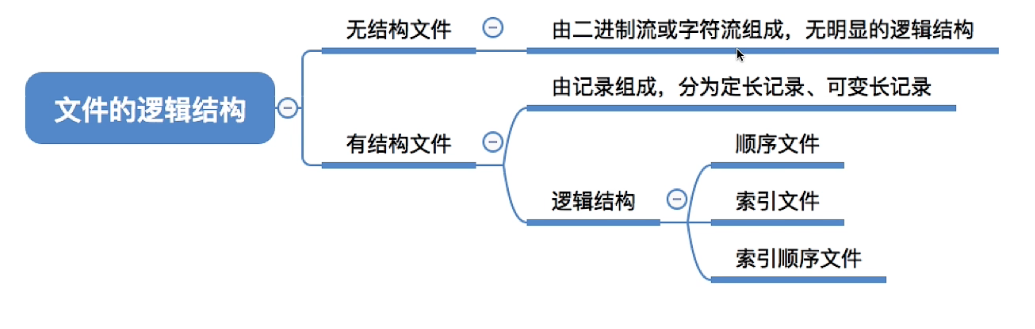 文件的逻辑结构
无结构文件
由二进制流或字符流组成，无明显的逻辑结构
有结构文件
由记录组成，分为定长记录、可变长记录
逻辑结构
顺序文件
索引文件
索引顺序文件